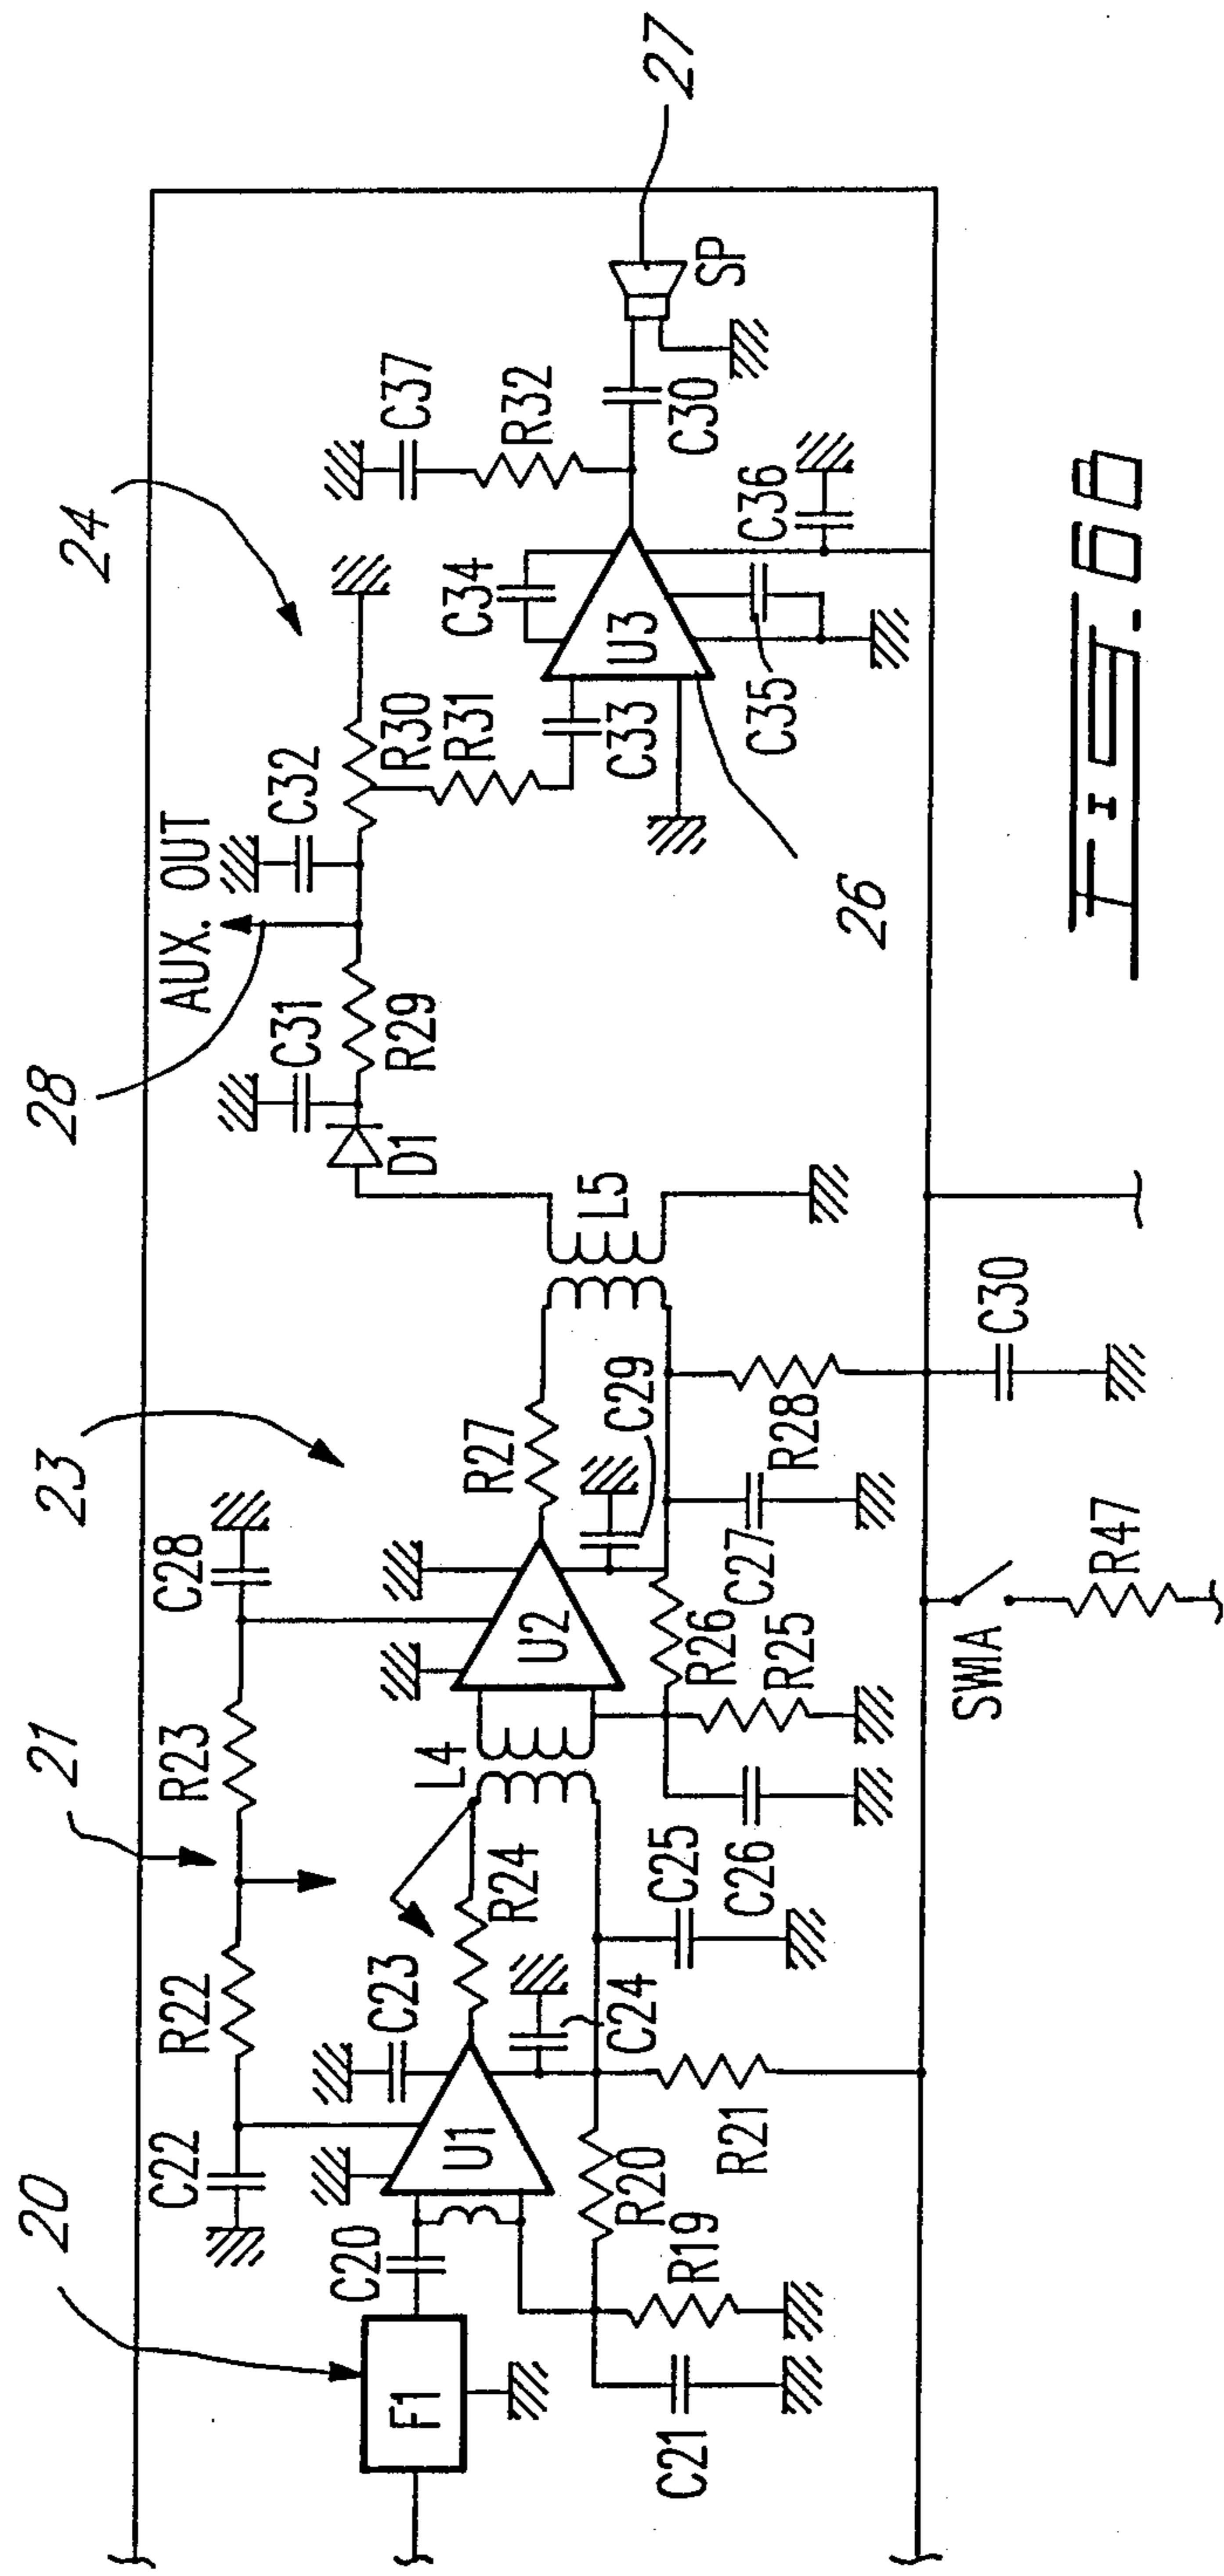 20
21
23
28
24
27
C22
R22
R23
C28
AUX. OUT
C31
C32
C37
F1
C20
U1
C23
R24
L4
U2
R27
L5
D1
R29
R30
R31
C33
C34
U3
R32
C30
SP
C21
R19
R20
R21
C24
C25
C26
R25
R26
C27
C29
R28
C30
26
C35
C36
SW1A
R47
FIG. 6B